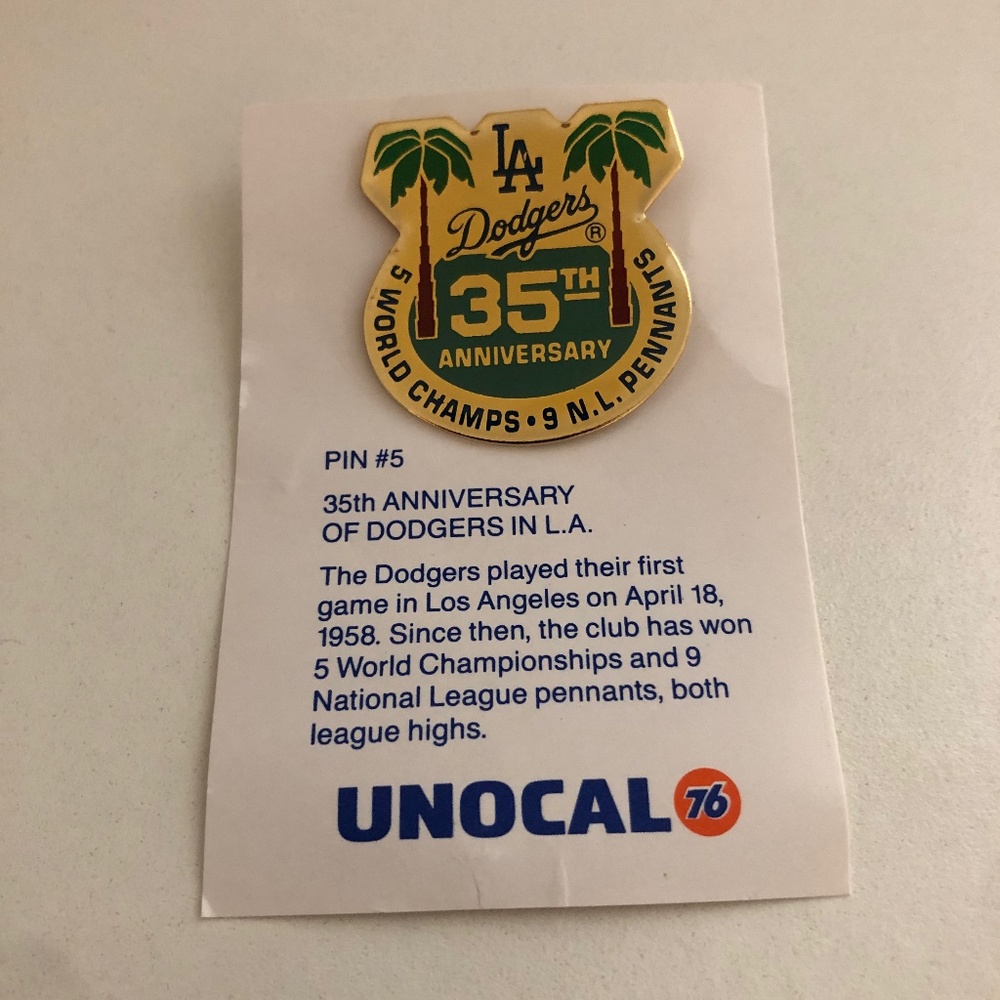 LA
Dodgers®
35TH
ANNIVERSARY
5 WORLD CHAMPS • 9 N.L. PENNANTS
PIN #5
35th ANNIVERSARY
OF DODGERS IN L.A.
The Dodgers played their first
game in Los Angeles on April 18,
1958. Since then, the club has won
5 World Championships and 9
National League pennants, both
league highs.
UNOCAL 76